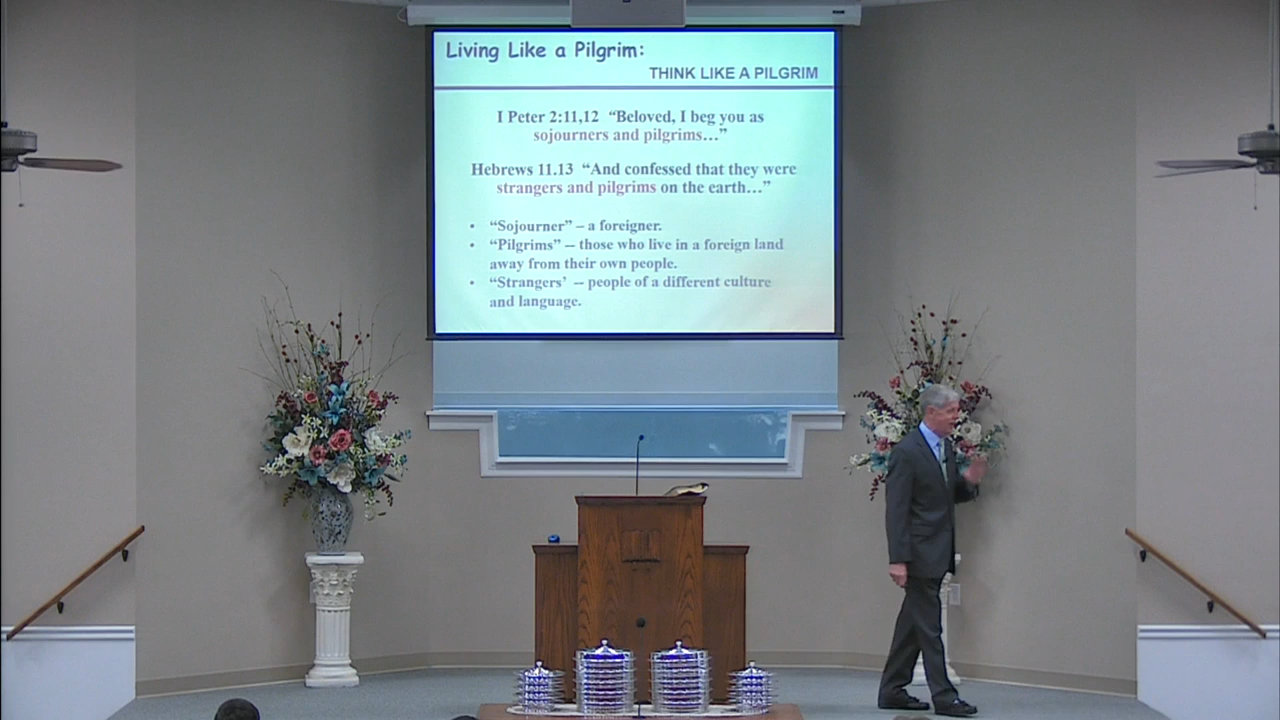 Living Like a Pilgrim:
THINK LIKE A PILGRIM
I Peter 2:11,12 “Beloved, I beg you as
sojourners and pilgrims…”
Hebrews 11.13 “And confessed that they were
strangers and pilgrims on the earth…”
• “Sojourner” – a foreigner.
• “Pilgrims” – those who live in a foreign land
away from their own people.
• “Strangers’ – people of a different culture
and language.